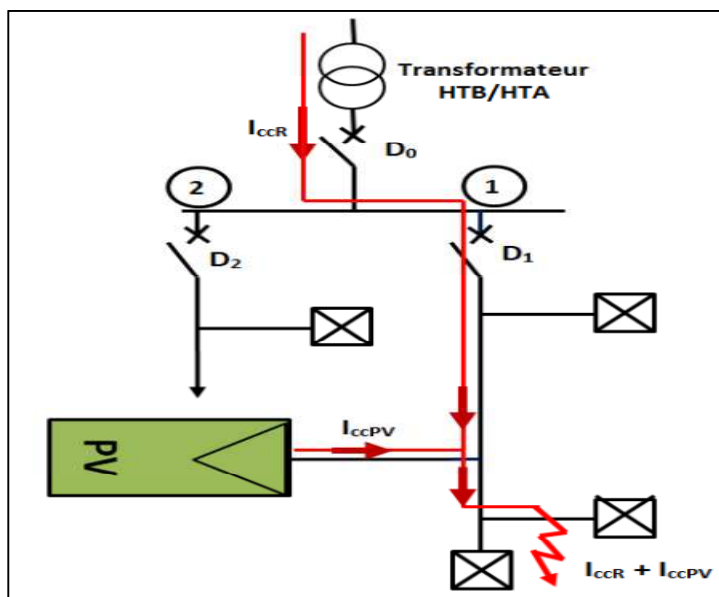 Transformateur
HTB/HTA
IccR
D0
2
1
D2
D1
IccPV
PV
IccR + IccPV